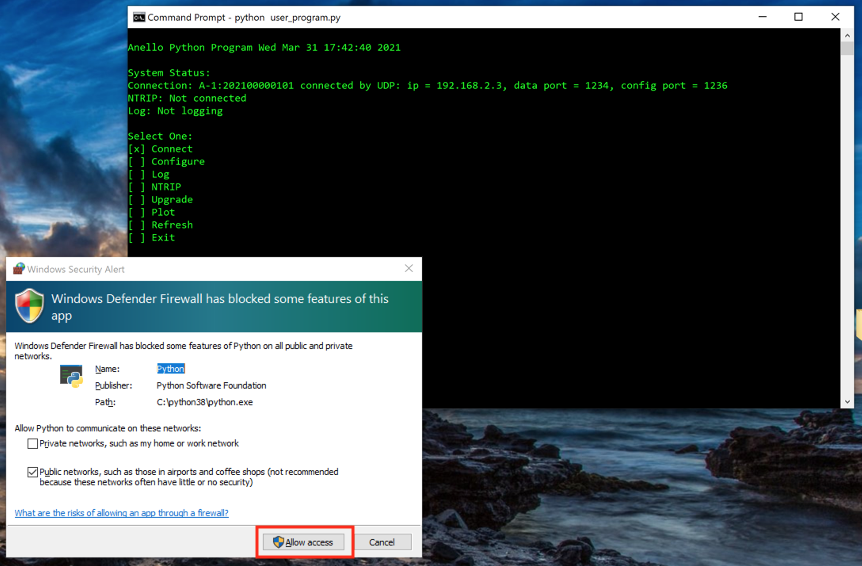 Command Prompt - python user_program.py
Anello Python Program Wed Mar 31 17:42:40 2021
System Status:
Connection: A-1:202100000101 connected by UDP: ip = 192.168.2.3, data port = 1234, config port = 1236
NTRIP: Not connected
Log: Not logging
Select One:
[x] Connect
[ ] Configure
[ ] Log
[ ] NTRIP
[ ] Upgrade
[ ] Plot
[ ] Refresh
[ ] Exit
Windows Security Alert
Windows Defender Firewall has blocked some features of this
app
Windows Defender Firewall has blocked some features of Python on all public and private
networks.
Name: Python
Publisher: Python Software Foundation
Path: C:\python38\python.exe
Allow Python to communicate on these networks:
Private networks, such as my home or work network
Public networks, such as those in airports and coffee shops (not recommended
because these networks often have little or no security)
What are the risks of allowing an app through a firewall?
Allow access Cancel